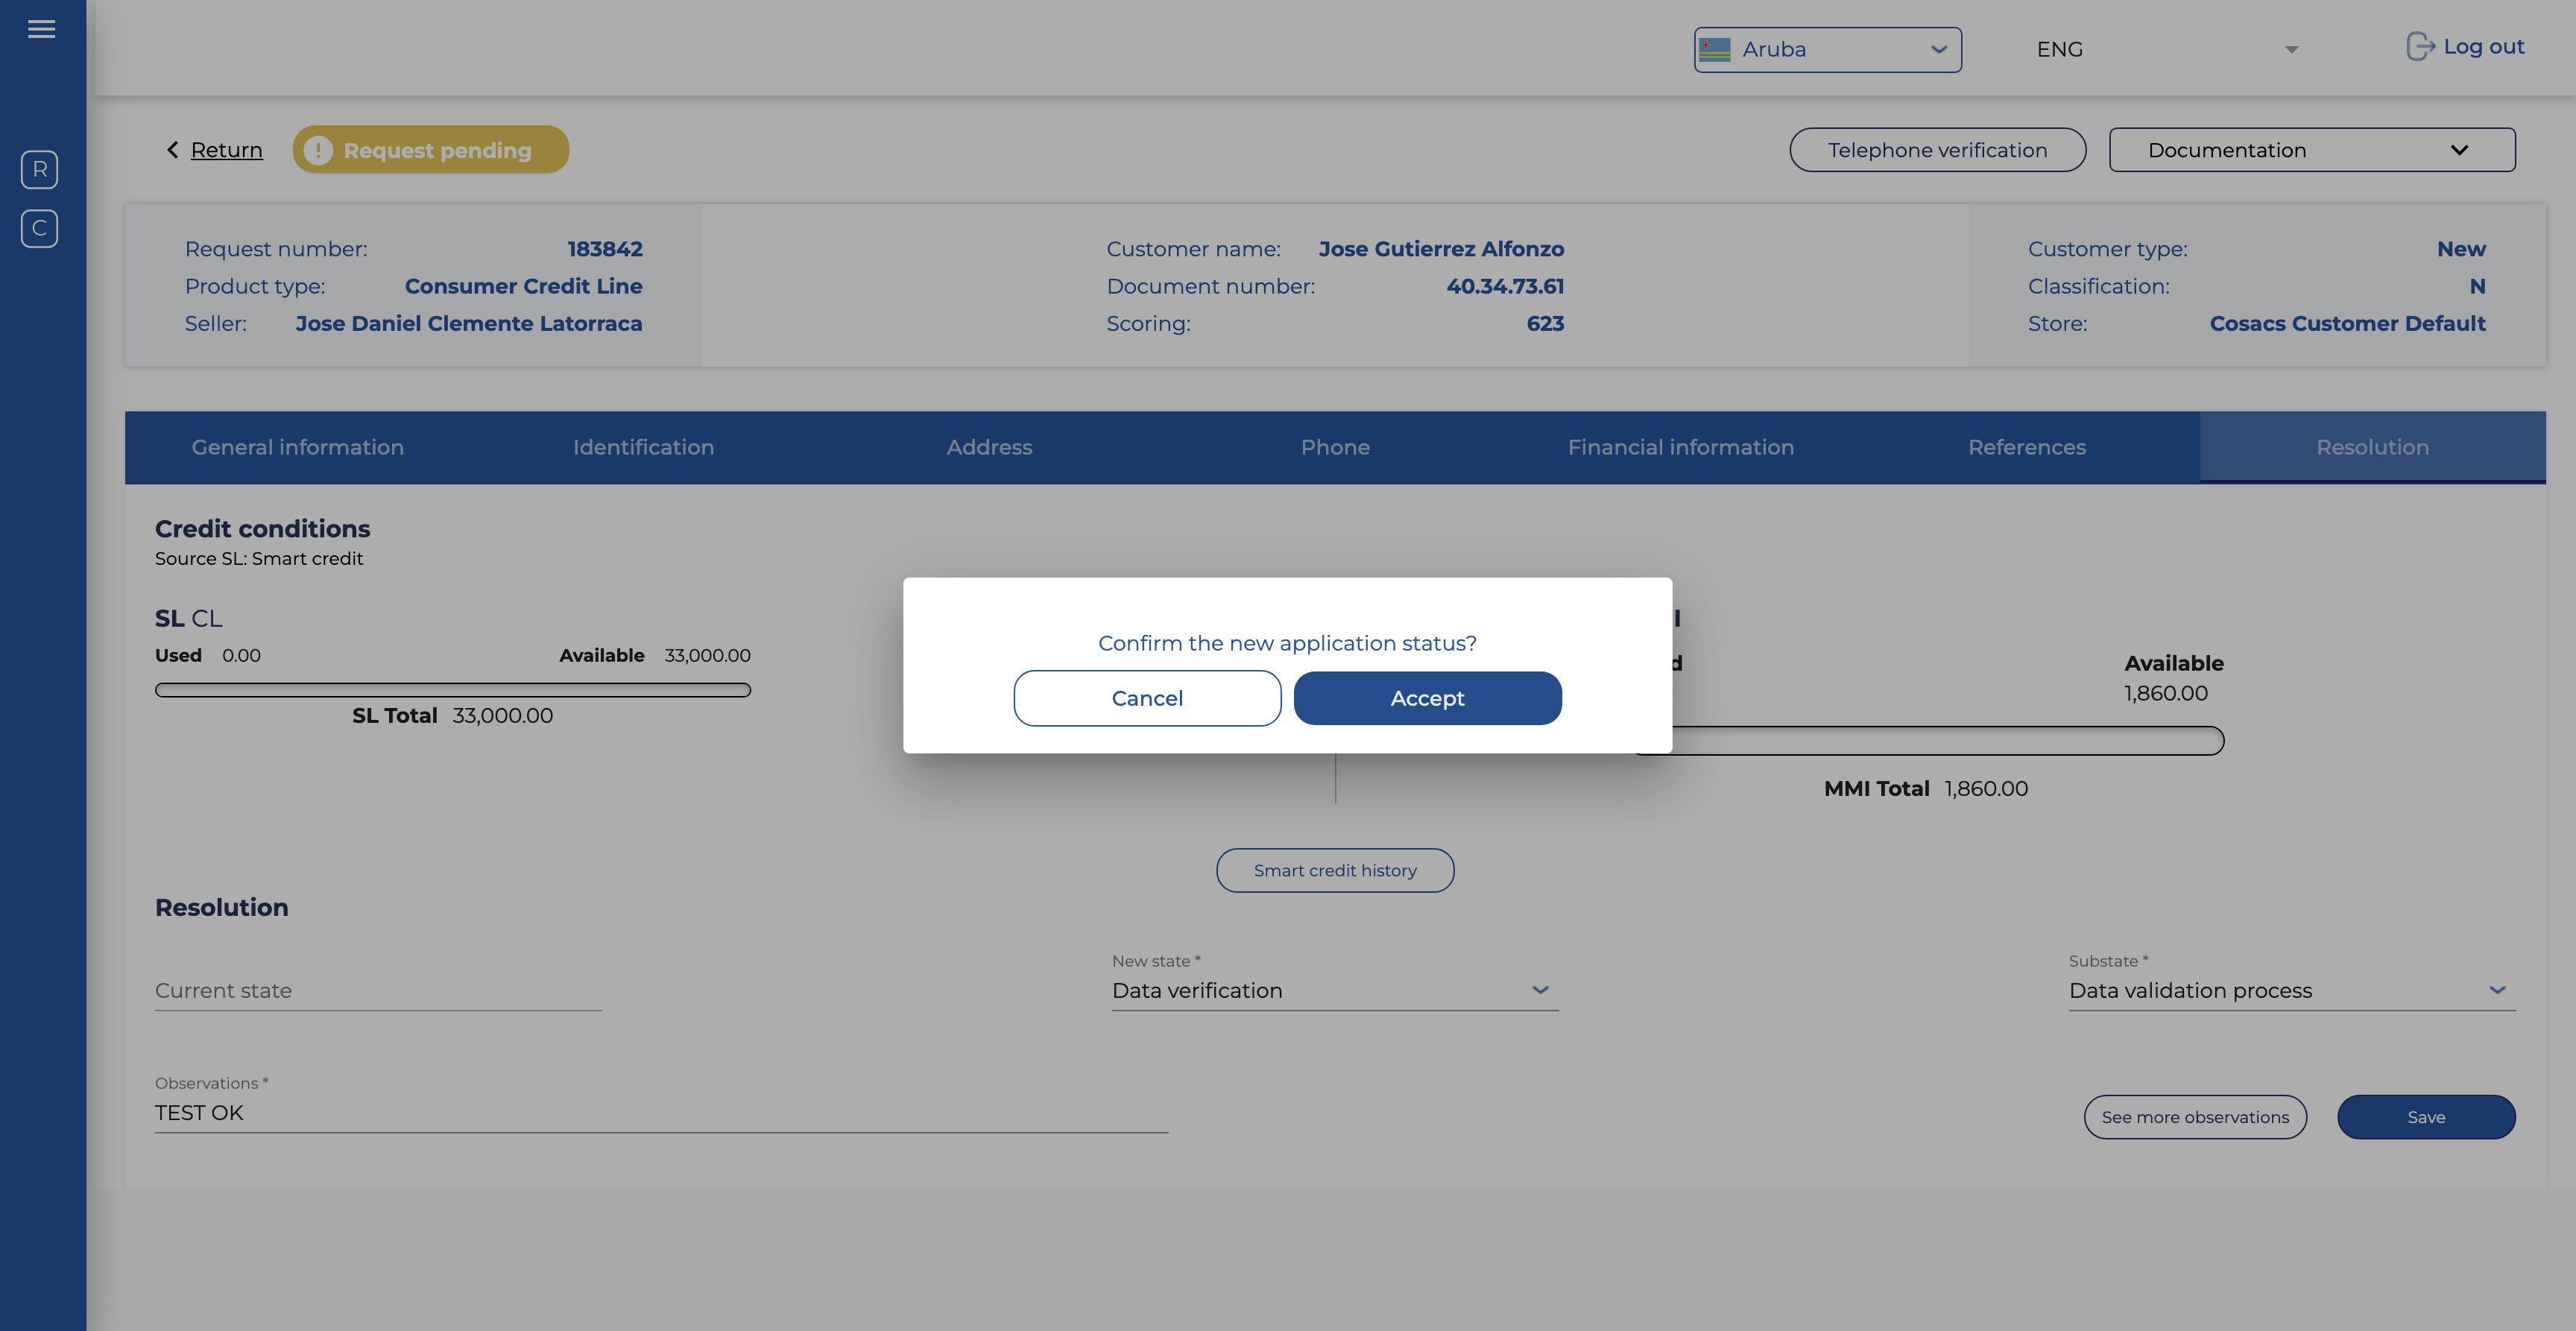 Aruba
ENG
Log out
R
C
Return
Request pending
Telephone verification
Documentation
Request number: 183842
Product type: Consumer Credit Line
Seller: Jose Daniel Clemente Latorraca
Customer name: Jose Gutierrez Alfonzo
Document number: 40.34.73.61
Scoring: 623
Customer type: New
Classification: N
Store: Cosacs Customer Default
General information
Identification
Address
Phone
Financial information
References
Resolution
Credit conditions
Source SL: Smart credit
SL CL
Used 0.00
Available 33,000.00
SL Total 33,000.00
Confirm the new application status?
Cancel
Accept
Available
1,860.00
MMI Total 1,860.00
Smart credit history
Resolution
Current state
New state *
Data verification
Substate *
Data validation process
Observations *
TEST OK
See more observations
Save